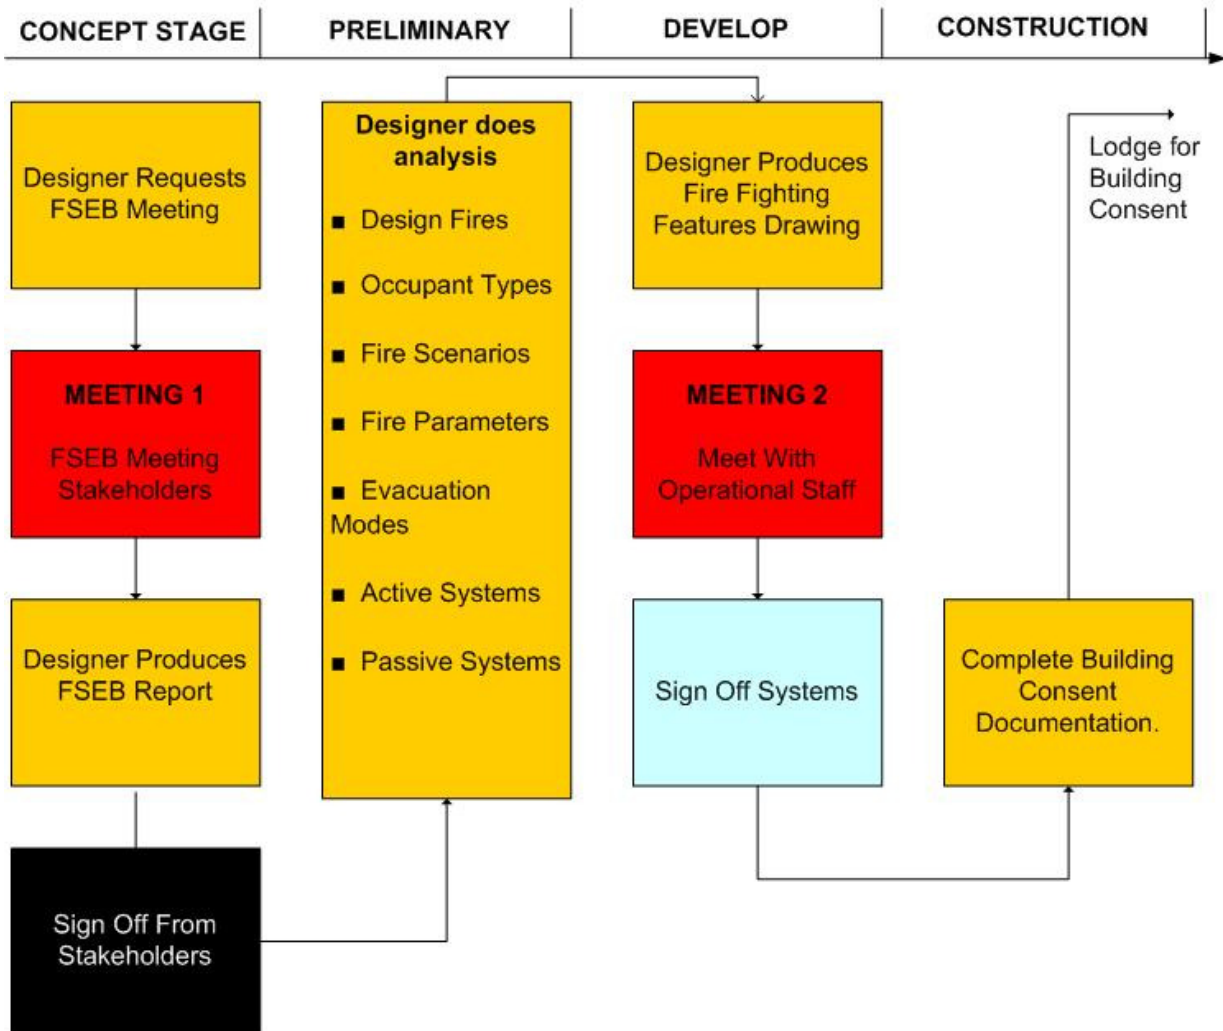 CONCEPT STAGE
PRELIMINARY
DEVELOP
CONSTRUCTION
Designer Requests
FSEB Meeting
MEETING 1
FSEB Meeting
Stakeholders
Designer Produces
FSEB Report
Sign Off From
Stakeholders
Designer does
analysis
■ Design Fires
■ Occupant Types
■ Fire Scenarios
■ Fire Parameters
■ Evacuation
Modes
■ Active Systems
■ Passive Systems
Designer Produces
Fire Fighting
Features Drawing
MEETING 2
Meet With
Operational Staff
Sign Off Systems
Complete Building
Consent
Documentation.
Lodge for
Building
Consent